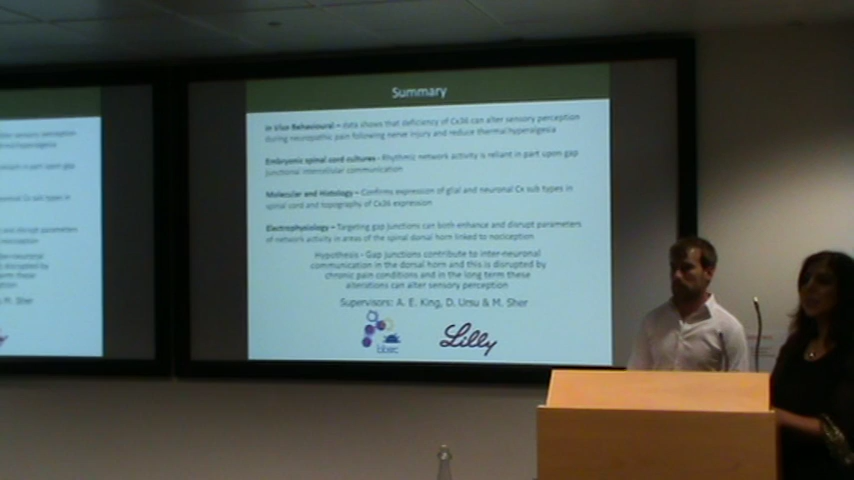 Summary
In Vivo Behavioural – data shows that deficiency of Cx36 can alter sensory perception
during neuropathic pain following nerve injury and reduce thermal hyperalgesia
Embryonic spinal cord cultures - Rhythmic network activity is reliant in part upon gap
junctional intercellular communication
Molecular and Histology – Confirms expression of glial and neuronal Cx sub types in
spinal cord and topography of Cx36 expression
Electrophysiology – Targeting gap junctions can both enhance and disrupt parameters
of network activity in areas of the spinal dorsal horn linked to nociception
Hypothesis - Gap junctions contribute to inter-neuronal
communication in the dorsal horn and this is disrupted by
chronic pain conditions and in the long term these
alterations can alter sensory perception
Supervisors: A. E. King, D. Ursu & M. Sher
bbsrc
Lilly